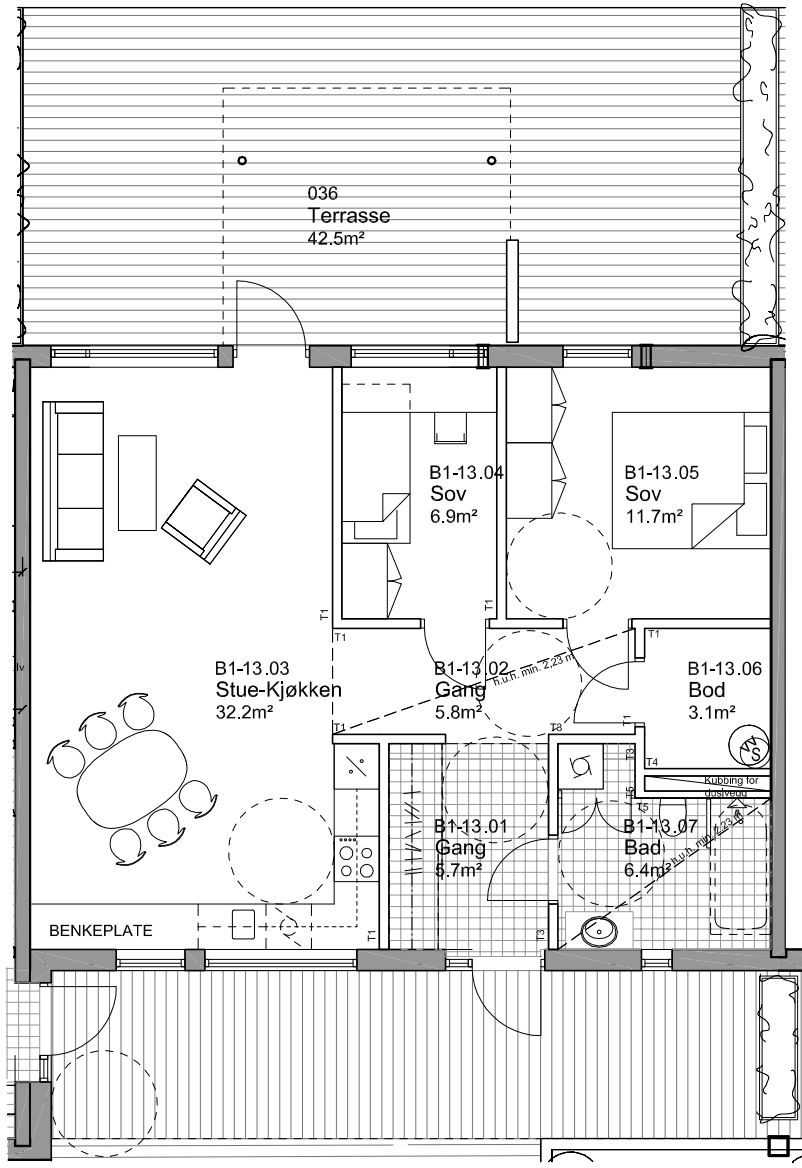 036
Terrasse
42.5m²
B1-13.04
Sov
6.9m²
B1-13.05
Sov
11.7m²
T1
T1
T1
T1
B1-13.03
Stue-Kjøkken
32.2m²
B1-13.02
Gang
5.8m²
h.u.h. min. 2,23 m
B1-13.06
Bod
3.1m²
lv
T1
T1
T3
T3
T4
VVS
Kubbing for
dusjvegg
T5
T5
B1-13.01
Gang
5.7m²
B1-13.07
Bad
6.4m²
h.u.h. min. 2,23 m
BENKEPLATE
T1
T3